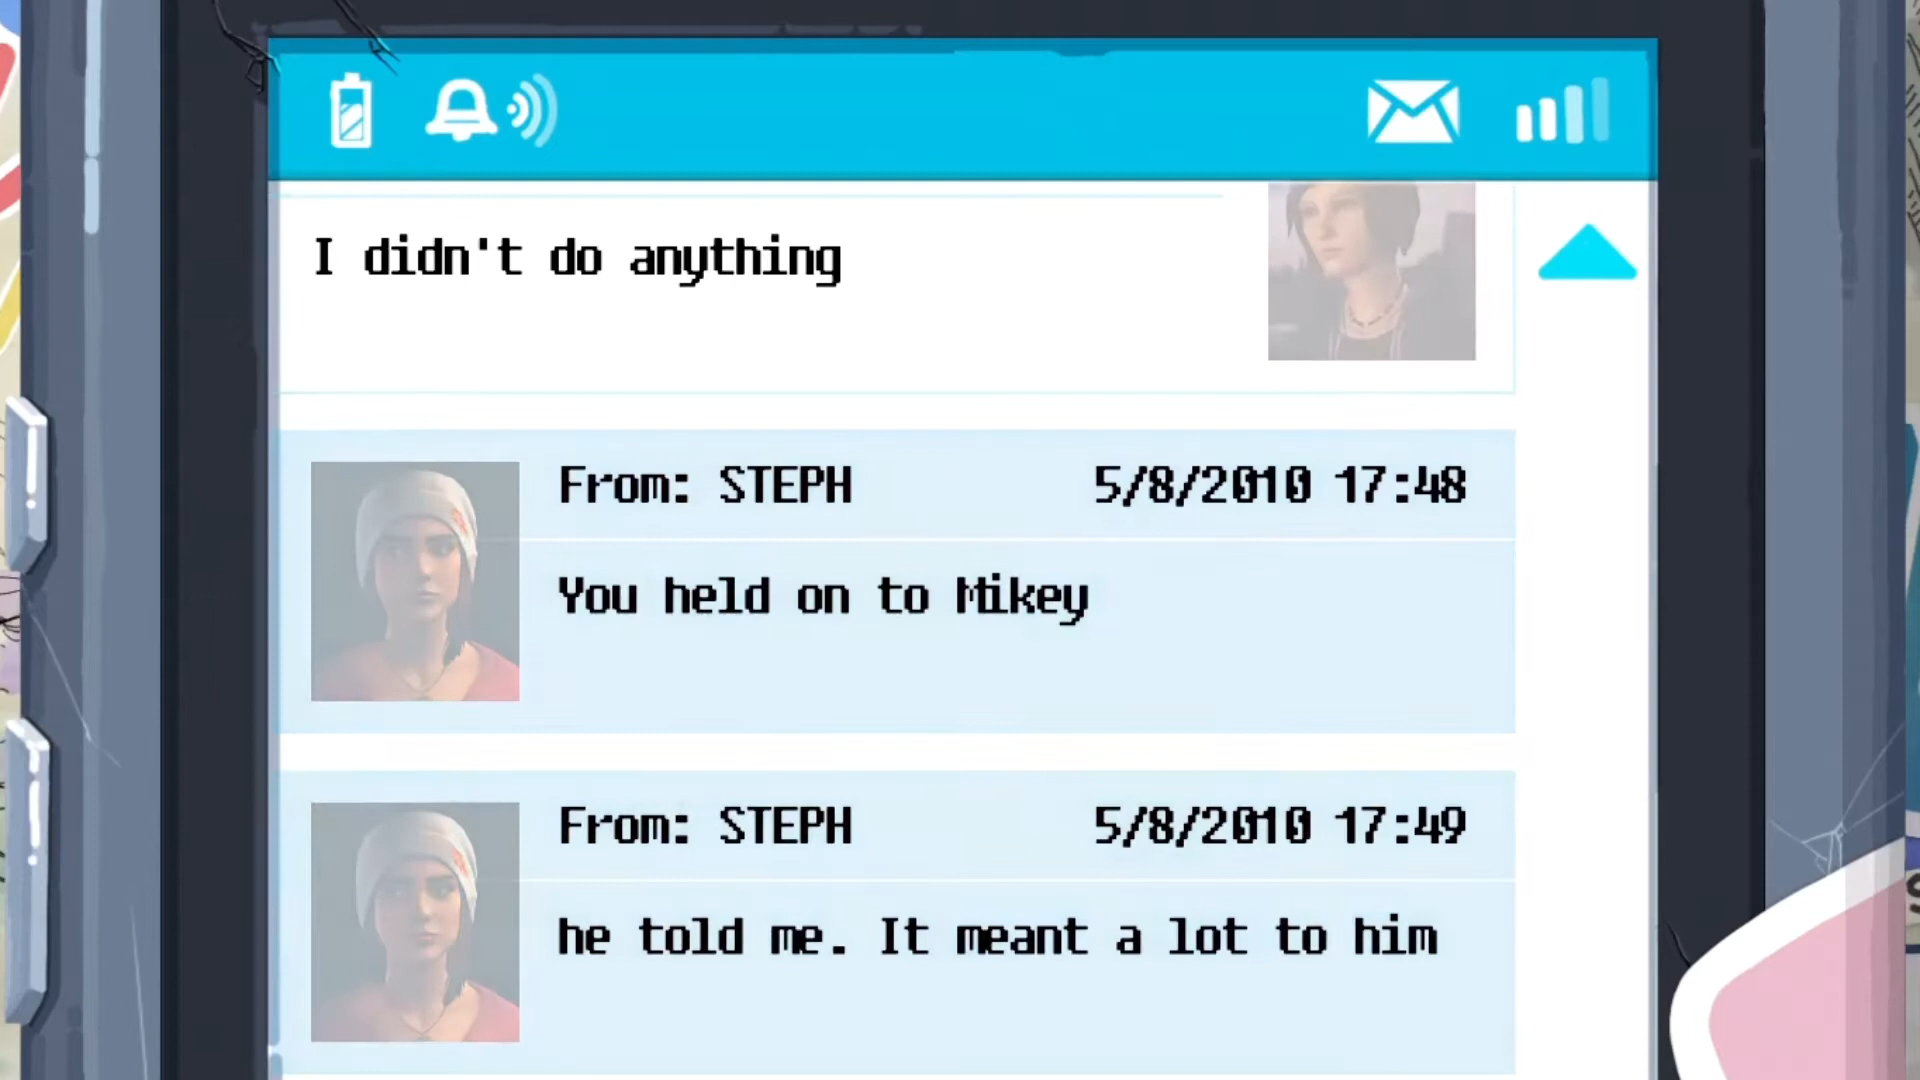 I didn't do anything
From: STEPH 5/8/2010 17:48
You held on to Mikey
From: STEPH 5/8/2010 17:49
he told me. It meant a lot to him